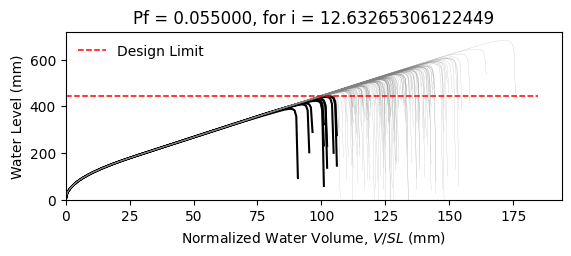 Pf = 0.055000, for i = 12.63265306122449
Design Limit
Water Level (mm)
600
400
200
0
0 25 50 75 100 125 150 175
Normalized Water Volume, V/SL (mm)